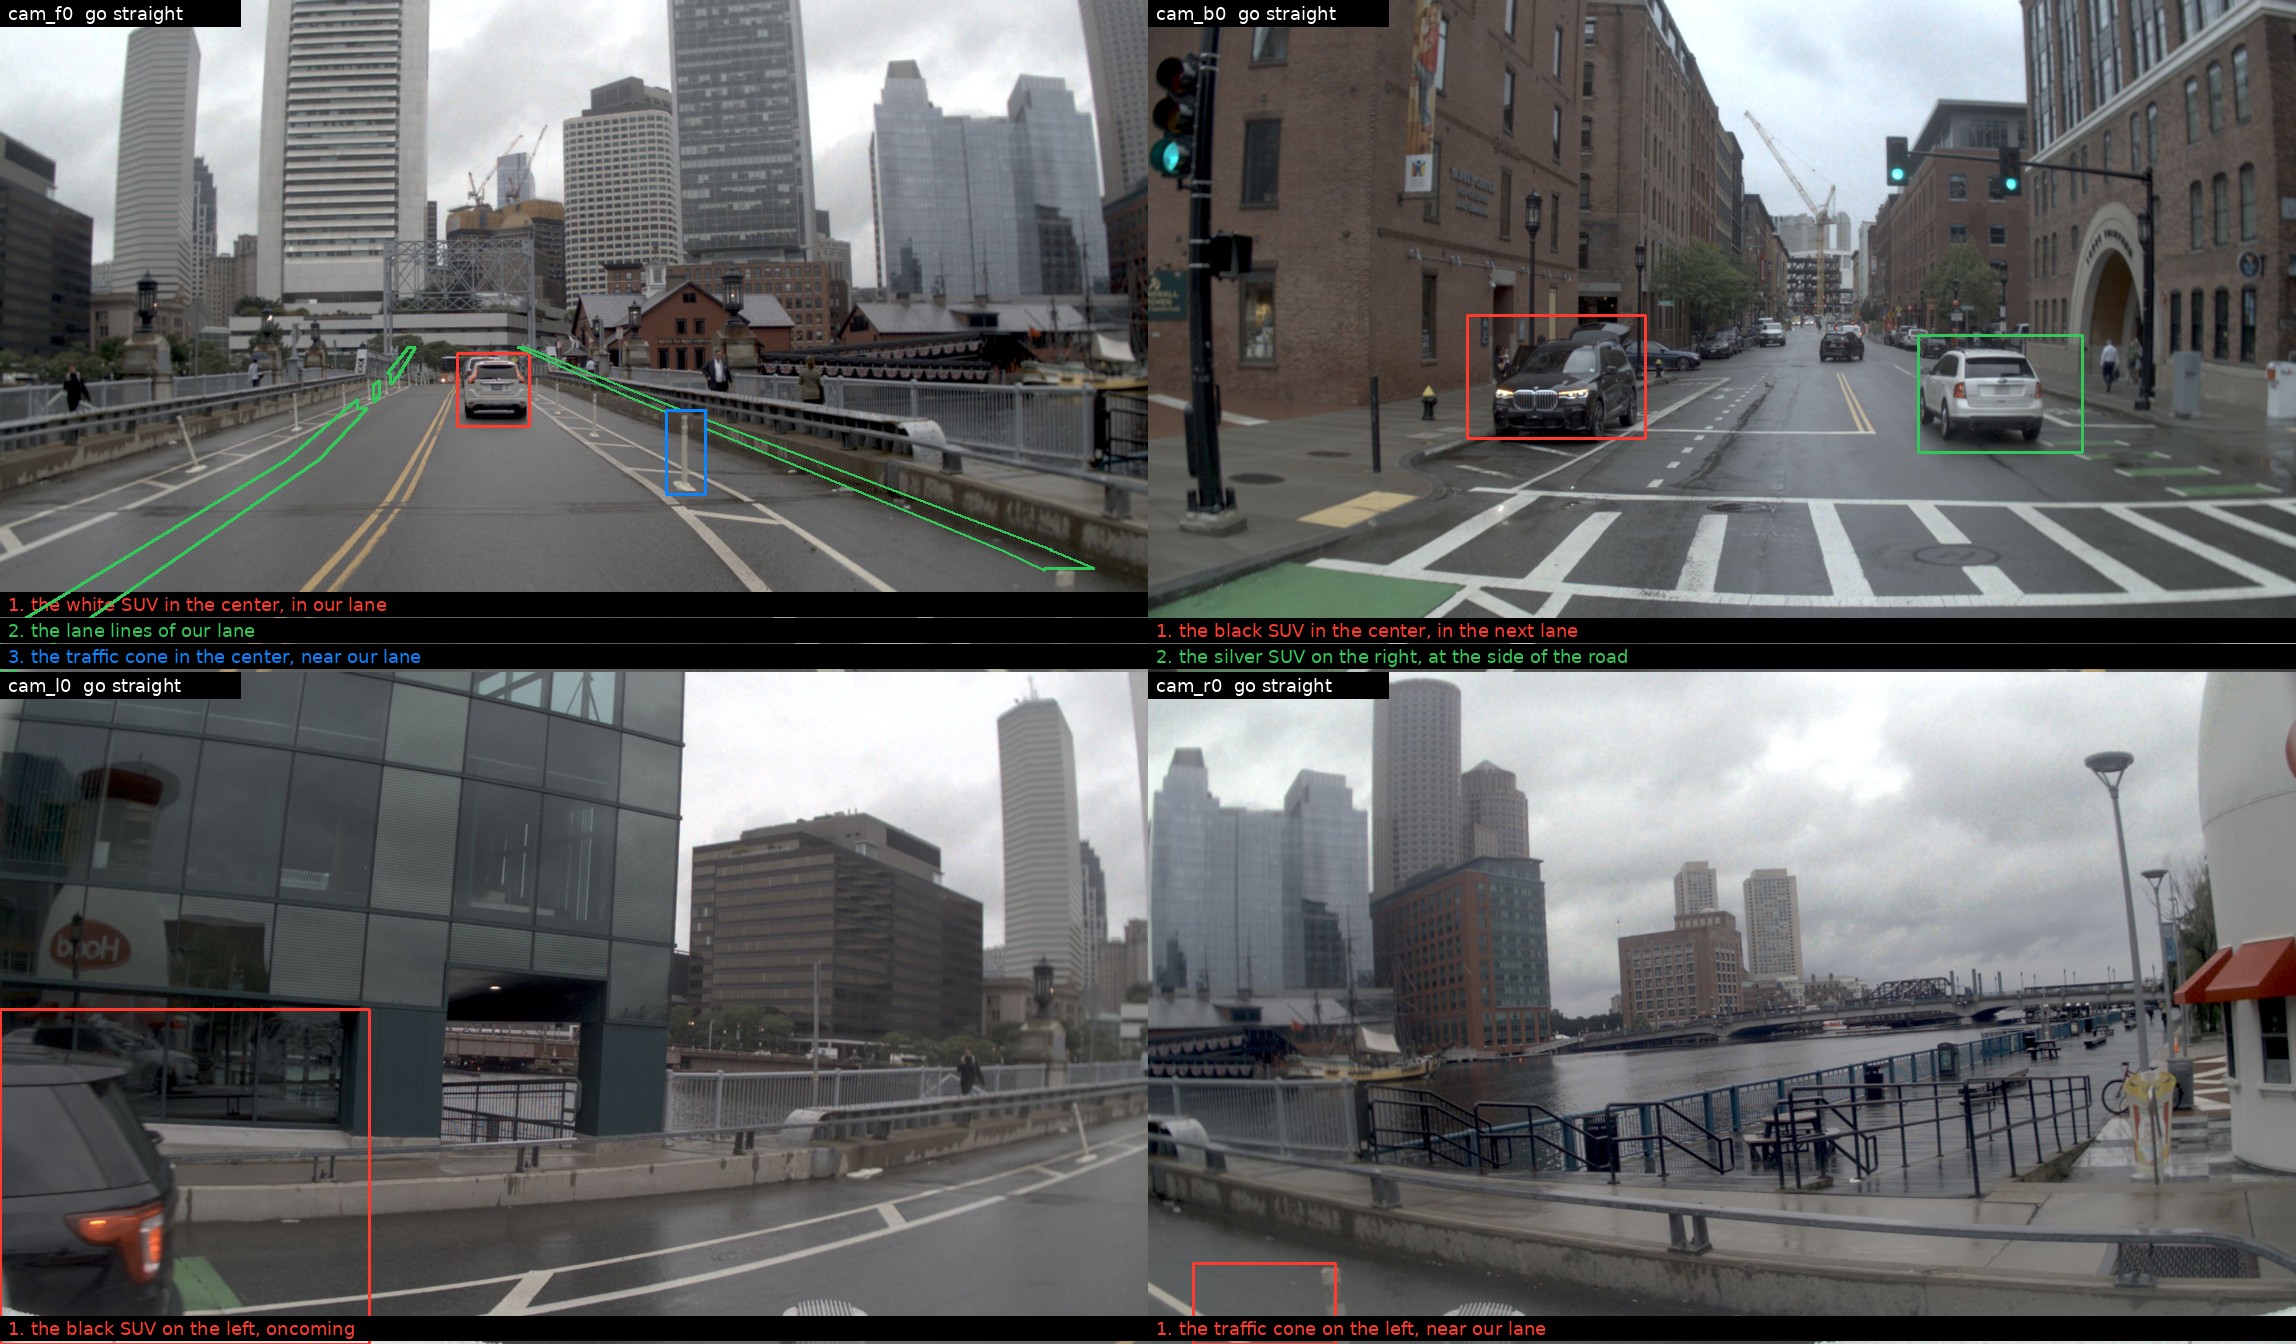 cam_f0 go straight
1. the white SUV in the center, in our lane
2. the lane lines of our lane
3. the traffic cone in the center, near our lane
cam_b0 go straight
1. the black SUV in the center, in the next lane
2. the silver SUV on the right, at the side of the road
cam_l0 go straight
Hood
1. the black SUV on the left, oncoming
cam_r0 go straight
1. the traffic cone on the left, near our lane